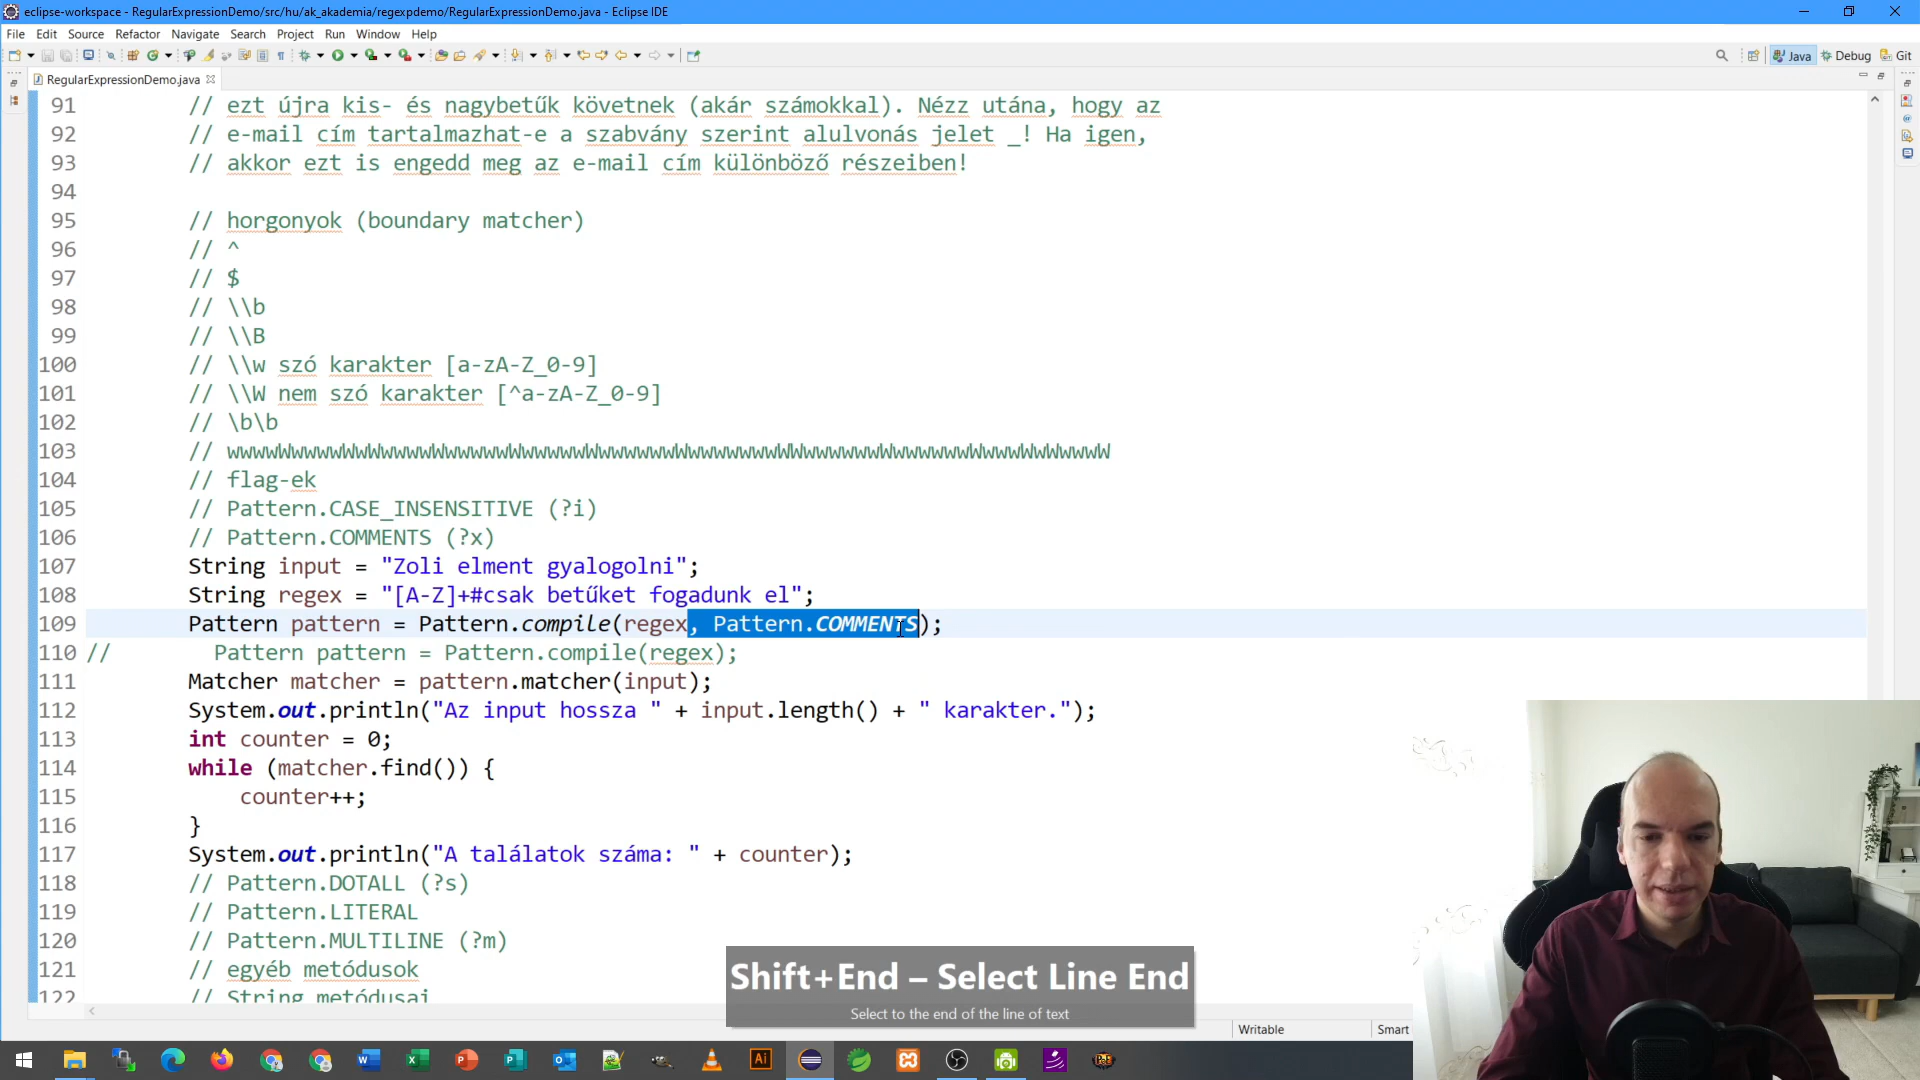 eclipse-workspace - RegularExpressionDemo/src/hu/ak_akademia/regexpdemo/RegularExpressionDemo.java - Eclipse IDE
File Edit Source Refactor Navigate Search Project Run Window Help
Java Debug Git
RegularExpressionDemo.java
91 // ezt újra kis- és nagybetűk követnek (akár számokkal). Nézz utána, hogy az
92 // e-mail cím tartalmazhat-e a szabvány szerint alulvonás jelet _! Ha igen,
93 // akkor ezt is engedd meg az e-mail cím különböző részeiben!
94
95 // horgonyok (boundary matcher)
96 // ^
97 // $
98 // \\b
99 // \\B
100 // \\w szó karakter [a-zA-Z_0-9]
101 // \\W nem szó karakter [^a-zA-Z_0-9]
102 // \b\b
103 //
104 // flag-ek
105 // Pattern.CASE_INSENSITIVE (?i)
106 // Pattern.COMMENTS (?x)
107 String input = "Zoli elment gyalogolni";
108 String regex = "[A-Z]+#csak betűket fogadunk el";
109 Pattern pattern = Pattern.compile(regex, Pattern.COMMENTS);
110 // Pattern pattern = Pattern.compile(regex);
111 Matcher matcher = pattern.matcher(input);
112 System.out.println("Az input hossza " + input.length() + " karakter.");
113 int counter = 0;
114 while (matcher.find()) {
115 counter++;
116 }
117 System.out.println("A találatok száma: " + counter);
118 // Pattern.DOTALL (?s)
119 // Pattern.LITERAL
120 // Pattern.MULTILINE (?m)
121 // egyéb metódusok
122 // String metódusai
Shift+End – Select Line End
Select to the end of the line of text
Writable Smart